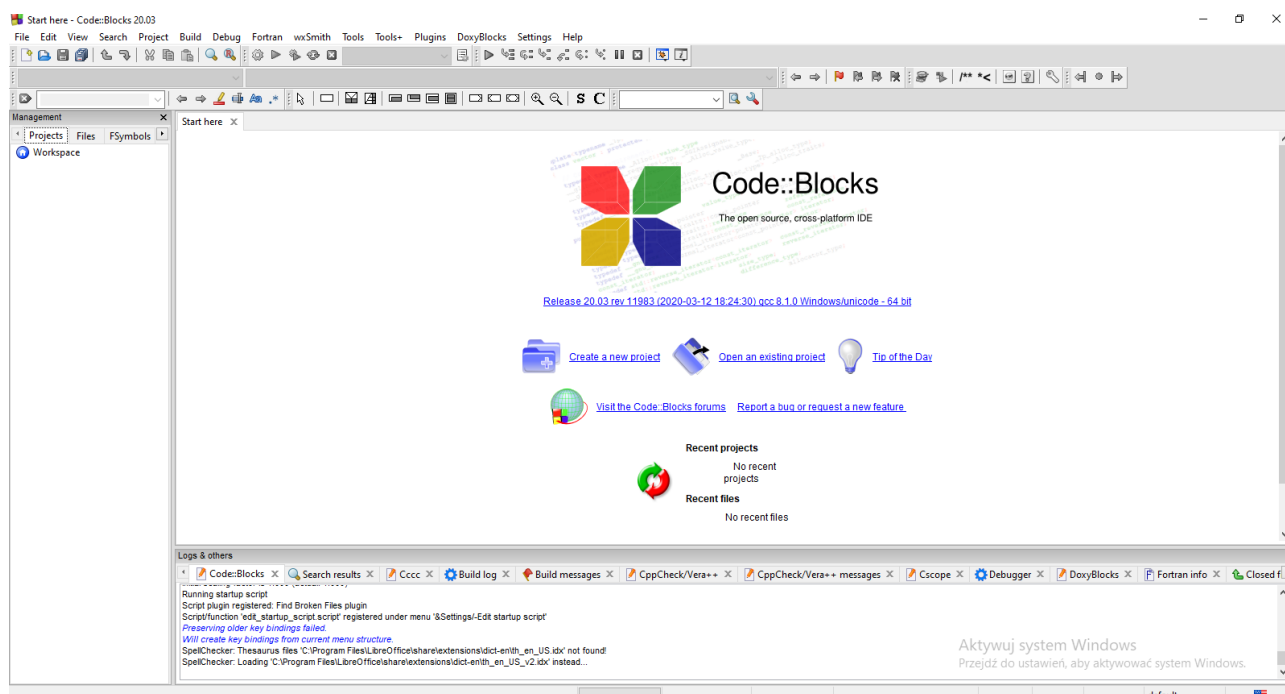 Start here - Code::Blocks 20.03
File Edit View Search Project Build Debug Fortran wxSmith Tools Tools+ Plugins DoxyBlocks Settings Help
/** *<
S C
Management
Projects Files FSymbols
Start here
Workspace
Code::Blocks
The open source, cross-platform IDE
Release 20.03 rev 11983 (2020-03-12 18:24:30) gcc 8.1.0 Windows/unicode - 64 bit
Create a new project Open an existing project Tip of the Day
Visit the Code::Blocks forums Report a bug or request a new feature
Recent projects
No recent
projects
Recent files
No recent files
Logs & others
Code::Blocks Search results Cccc Build log Build messages CppCheck/Vera++ CppCheck/Vera++ messages Cscope Debugger DoxyBlocks Fortran info Closed f
Running startup script
Script plugin registered: Find Broken Files plugin
Script/function 'edit_startup_script.script' registered under menu '&Settings/-Edit startup script'
Preserving older key bindings failed.
Will create key bindings from current menu structure.
SpellChecker: Thesaurus files 'C:\Program Files\LibreOffice\share\extensions\dict-en\th_en_US.idx' not found!
SpellChecker: Loading 'C:\Program Files\LibreOffice\share\extensions\dict-en\th_en_US_v2.idx' instead...
Aktywuj system Windows
Przejdź do ustawień, aby aktywować system Windows.